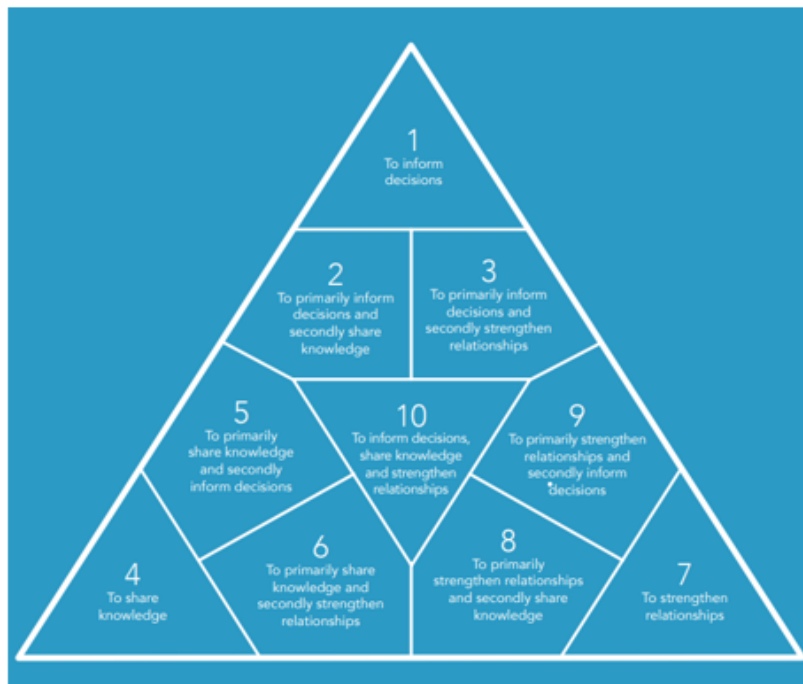 1
To inform
decisions
2
To primarily inform
decisions and
secondly share
knowledge
3
To primarily inform
decisions and
secondly strengthen
relationships
5
To primarily
share knowledge
and secondly
inform decisions
10
To inform decisions,
share knowledge
and strengthen
relationships
9
To primarily strengthen
relationships and
secondly inform
decisions
4
To share
knowledge
6
To primarily share
knowledge and
secondly strengthen
relationships
8
To primarily
strengthen relationships
and secondly share
knowledge
7
To strengthen
relationships